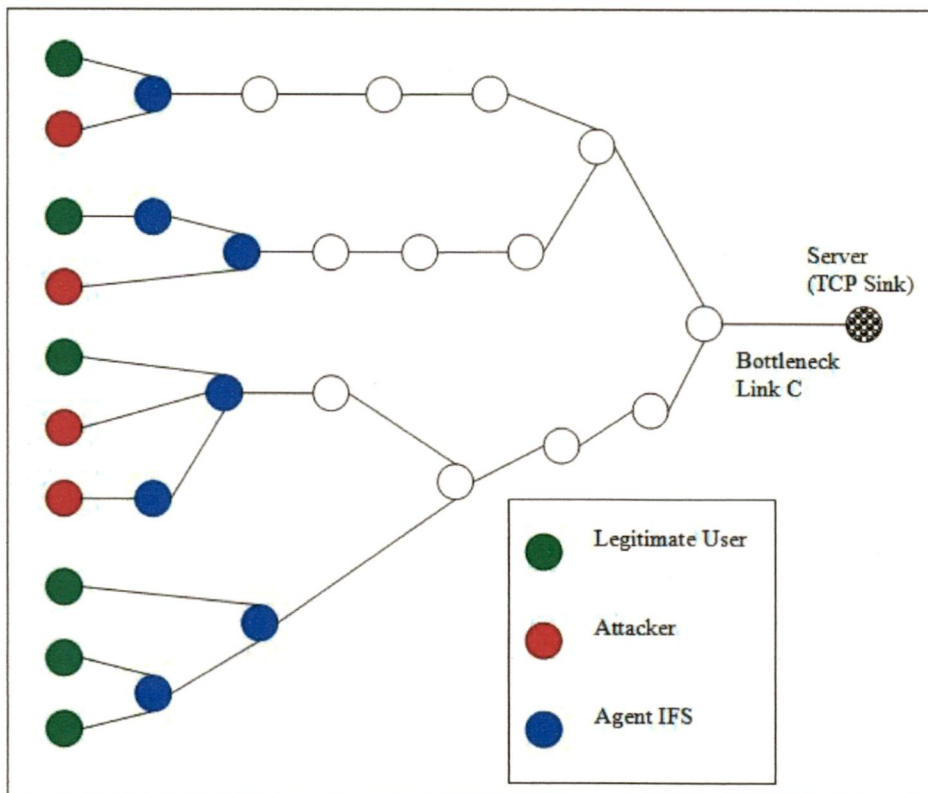 Server
(TCP Sink)
Bottleneck
Link C
Legitimate User
Attacker
Agent IFS